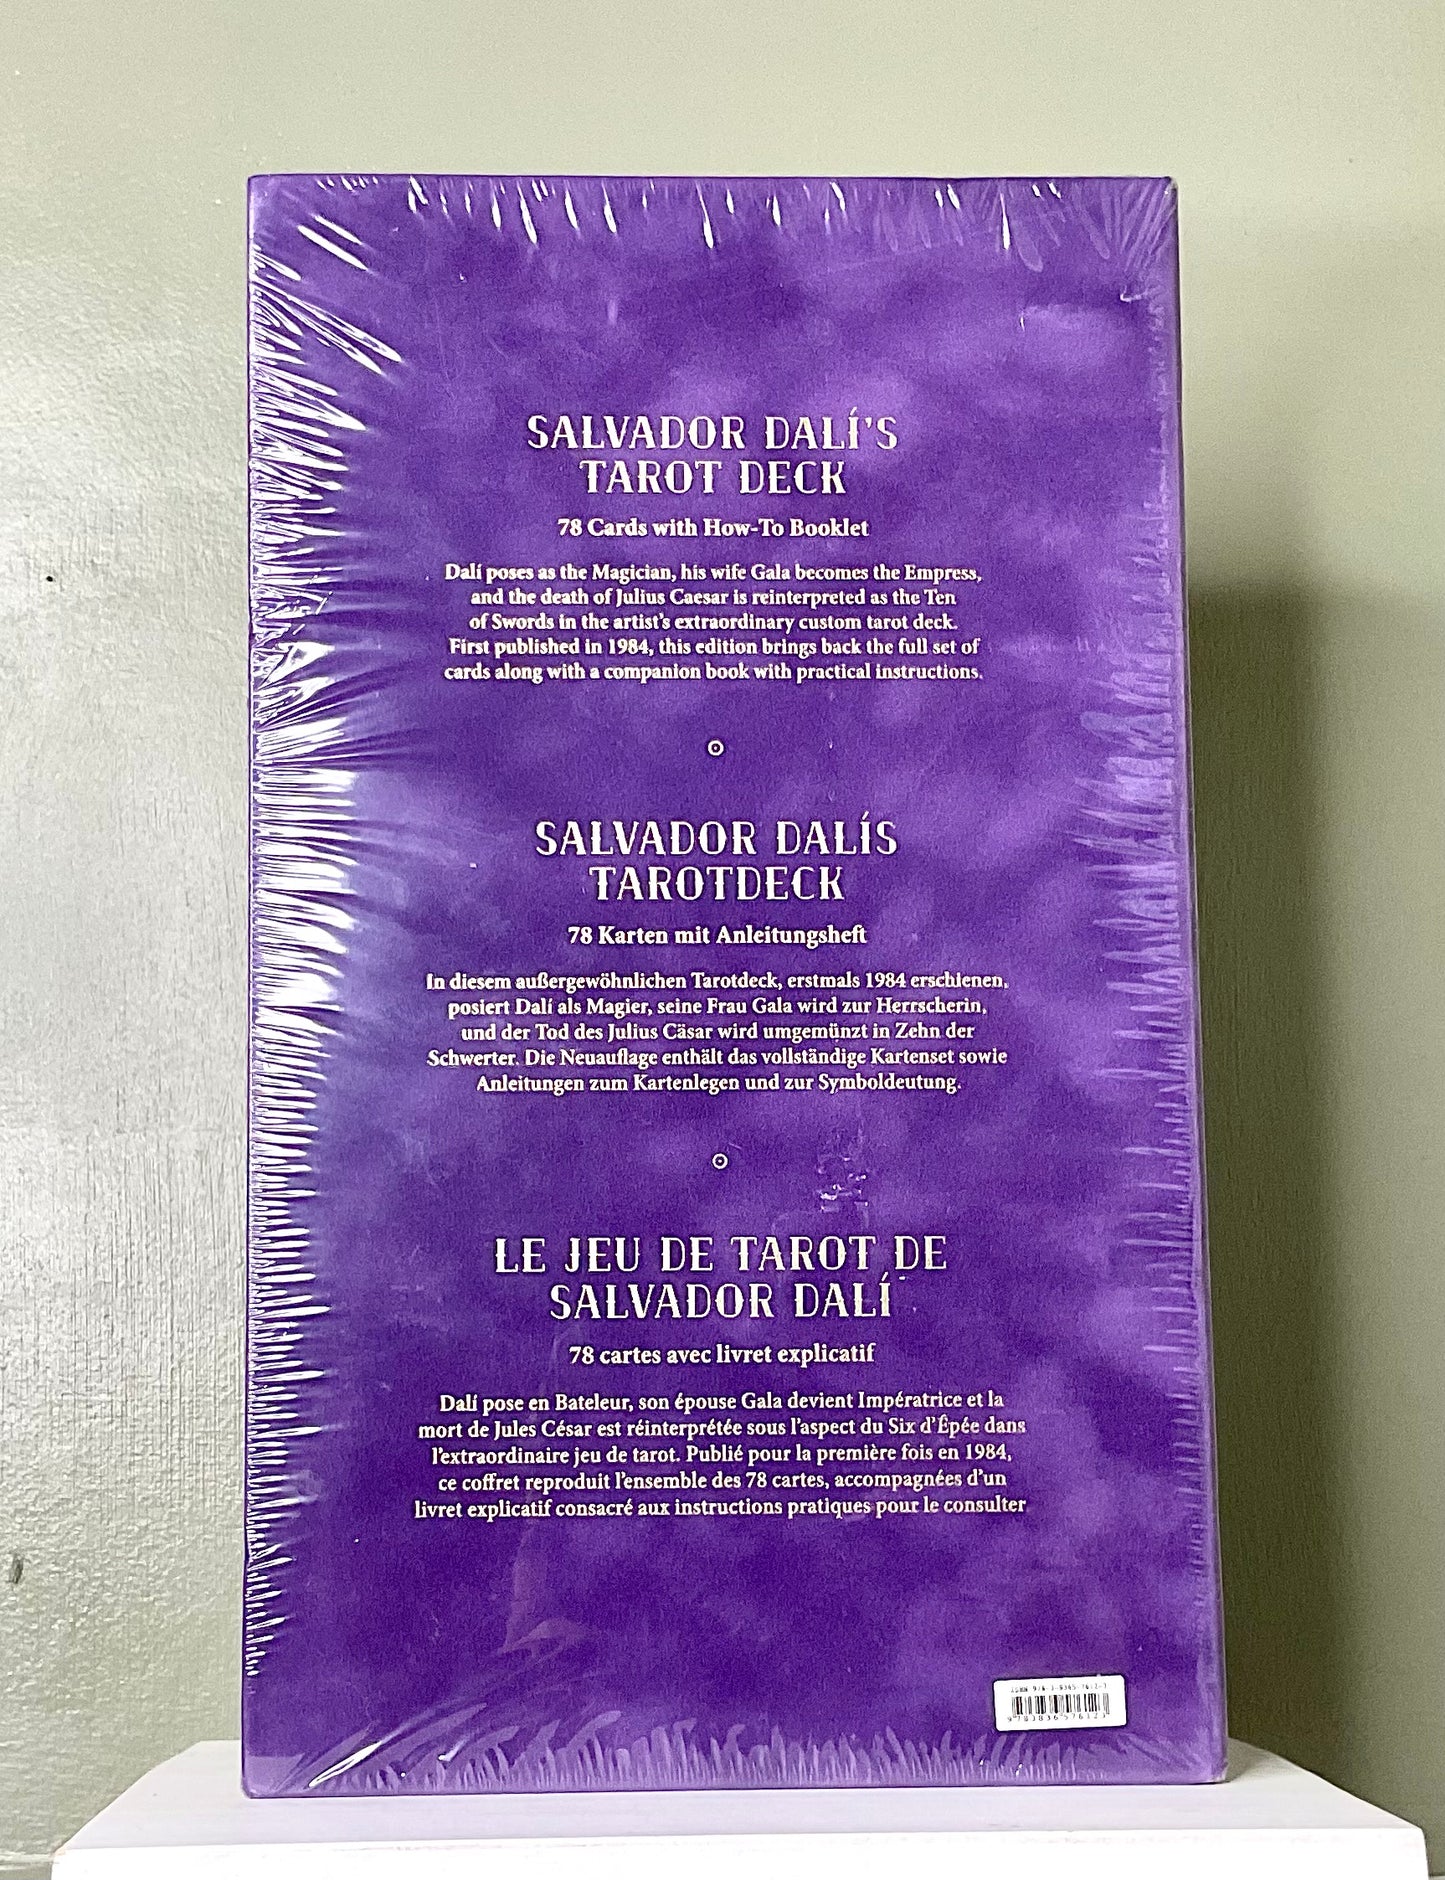 SALVADOR DALÍ'S
TAROT DECK
78 Cards with How-To Booklet
Dalí poses as the Magician, his wife Gala becomes the Empress,
and the death of Julius Caesar is reinterpreted as the Ten
of Swords in the artist's extraordinary custom tarot deck.
First published in 1984, this edition brings back the full set of
cards along with a companion book with practical instructions.
SALVADOR DALÍS
TAROTDECK
78 Karten mit Anleitungsheft
In diesem außergewöhnlichen Tarotdeck, erstmals 1984 erschienen,
posiert Dalí als Magier, seine Frau Gala wird zur Herrscherin,
und der Tod des Julius Cäsar wird umgemünzt in Zehn der
Schwerter. Die Neuauflage enthält das vollständige Kartenset sowie
Anleitungen zum Kartenlegen und zur Symboldeutung.
LE JEU DE TAROT DE
SALVADOR DALÍ
78 cartes avec livret explicatif
Dalí pose en Bateleur, son épouse Gala devient Impératrice et la
mort de Jules César est réinterprétée sous l'aspect du Six d'Épée dans
l'extraordinaire jeu de tarot. Publié pour la première fois en 1984,
ce coffret reproduit l'ensemble des 78 cartes, accompagnées d'un
livret explicatif consacré aux instructions pratiques pour le consulter
ISBN 978-3-8365-7612-3
9 783836 576123